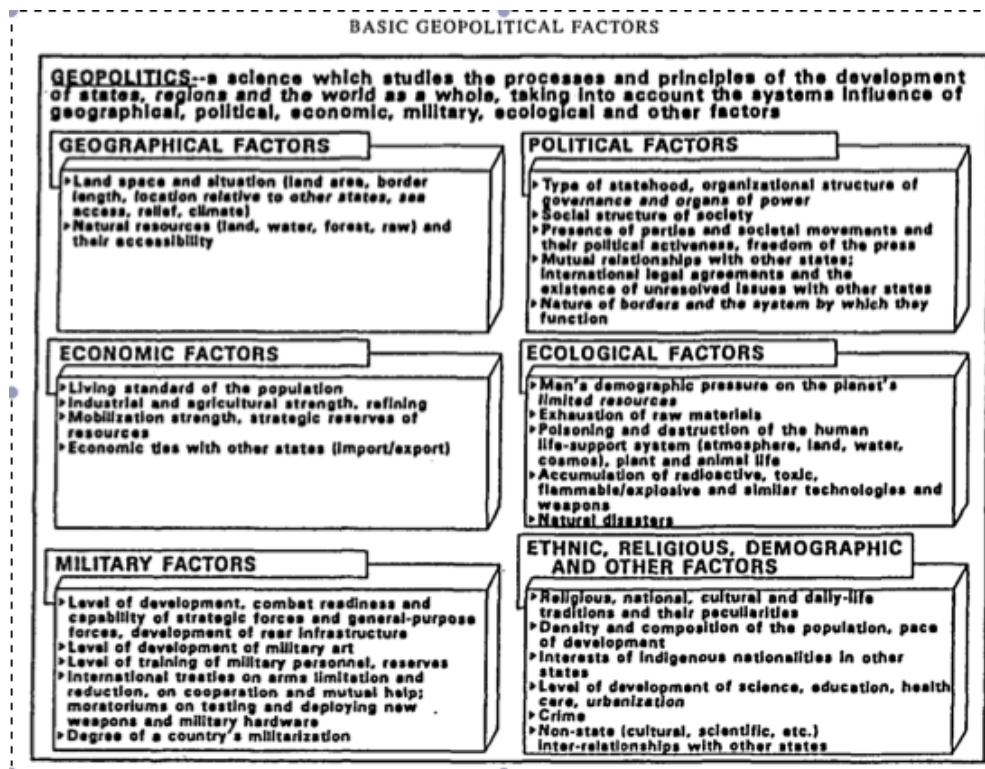 BASIC GEOPOLITICAL FACTORS
GEOPOLITICS--a science which studies the processes and principles of the development
of states, regions and the world as a whole, taking into account the systems influence of
geographical, political, economic, military, ecological and other factors
GEOGRAPHICAL FACTORS
▸Land space and situation (land area, border
length, location relative to other states, sea
access, relief, climate)
▸Natural resources (land, water, forest, raw) and
their accessibility
POLITICAL FACTORS
▸Type of statehood, organizational structure of
governance and organs of power
▸Social structure of society
▸Presence of parties and societal movements and
their political activeness, freedom of the press
▸Mutual relationships with other states;
International legal agreements and the
existence of unresolved issues with other states
▸Nature of borders and the system by which they
function
ECONOMIC FACTORS
▸Living standard of the population
▸Industrial and agricultural strength, refining
▸Mobilization strength, strategic reserves of
resources
▸Economic ties with other states (import/export)
ECOLOGICAL FACTORS
▸Man's demographic pressure on the planet's
limited resources
▸Exhaustion of raw materials
▸Poisoning and destruction of the human
life-support system (atmosphere, land, water,
cosmos), plant and animal life
▸Accumulation of radioactive, toxic,
flammable/explosive and similar technologies and
weapons
▸Natural disasters
MILITARY FACTORS
▸Level of development, combat readiness and
capability of strategic forces and general-purpose
forces, development of rear infrastructure
▸Level of development of military art
▸Level of training of military personnel, reserves
▸International treaties on arms limitation and
reduction, on cooperation and mutual help;
moratoriums on testing and deploying new
weapons and military hardware
▸Degree of a country's militarization
ETHNIC, RELIGIOUS, DEMOGRAPHIC
AND OTHER FACTORS
▸Religious, national, cultural and daily-life
traditions and their peculiarities
▸Density and composition of the population, pace
of development
▸Interests of indigenous nationalities in other
states
▸Level of development of science, education, health
care, urbanization
▸Crime
▸Non-state (cultural, scientific, etc.)
inter-relationships with other states